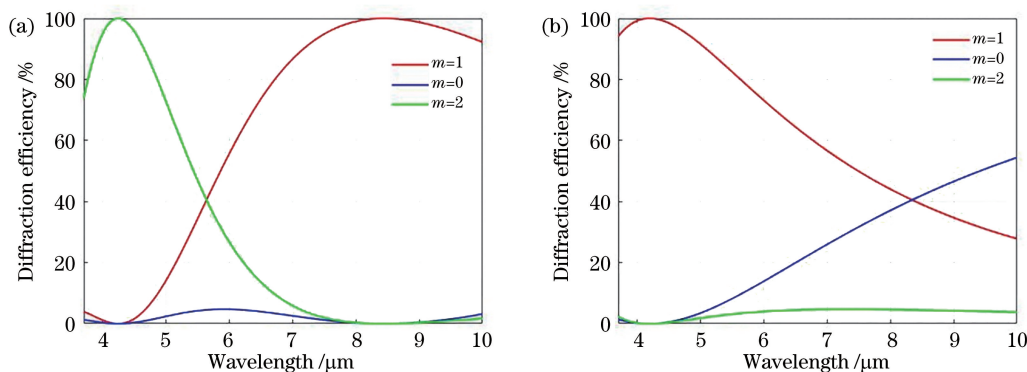 (a)
100
80
60
40
20
0
Diffraction efficiency /%
m=1
m=0
m=2
4 5 6 7 8 9 10
Wavelength /μm
(b)
100
80
60
40
20
0
Diffraction efficiency /%
m=1
m=0
m=2
4 5 6 7 8 9 10
Wavelength /μm